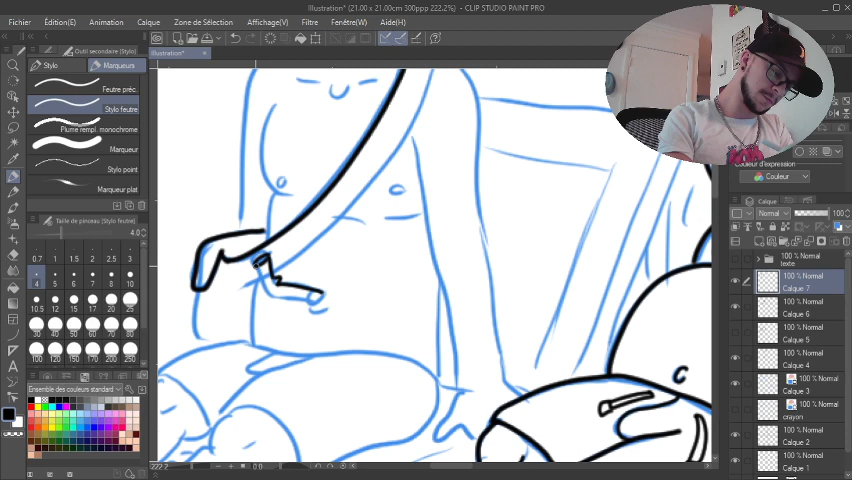 Illustration* (21.00 x 21.00cm 300ppp 222.2%) - CLIP STUDIO PAINT PRO
Fichier Édition(E) Animation Calque Zone de Sélection Affichage(V) Filtre Fenêtre(W) Aide(H)
Outil secondaire (Stylo)
Illustration*
Stylo Marqueurs
Feutre préc.
Stylo feutre
Plume rempl. monochrome
Marqueur
Stylo point
Marqueur plat
Taille de pinceau (Stylo feutre)
4.0
0.7 1 1.5 2 2.5 3
4 5 6 7 8 10
10.5 12 15 17 20 130
30 40 50 60 70 80
100 120 150 200 250
Ensemble des couleurs standard
Couleur d'expression
Couleur
Calque
Normal 100
100 % Normal
texte
100 % Normal
Calque 7
100 % Normal
Calque 6
100 % Normal
Calque 5
100 % Normal
Calque 4
100 % Normal
Calque 3
100 % Normal
crayon
100 % Normal
Calque 2
100 % Normal
Calque 1
222.2 0.0